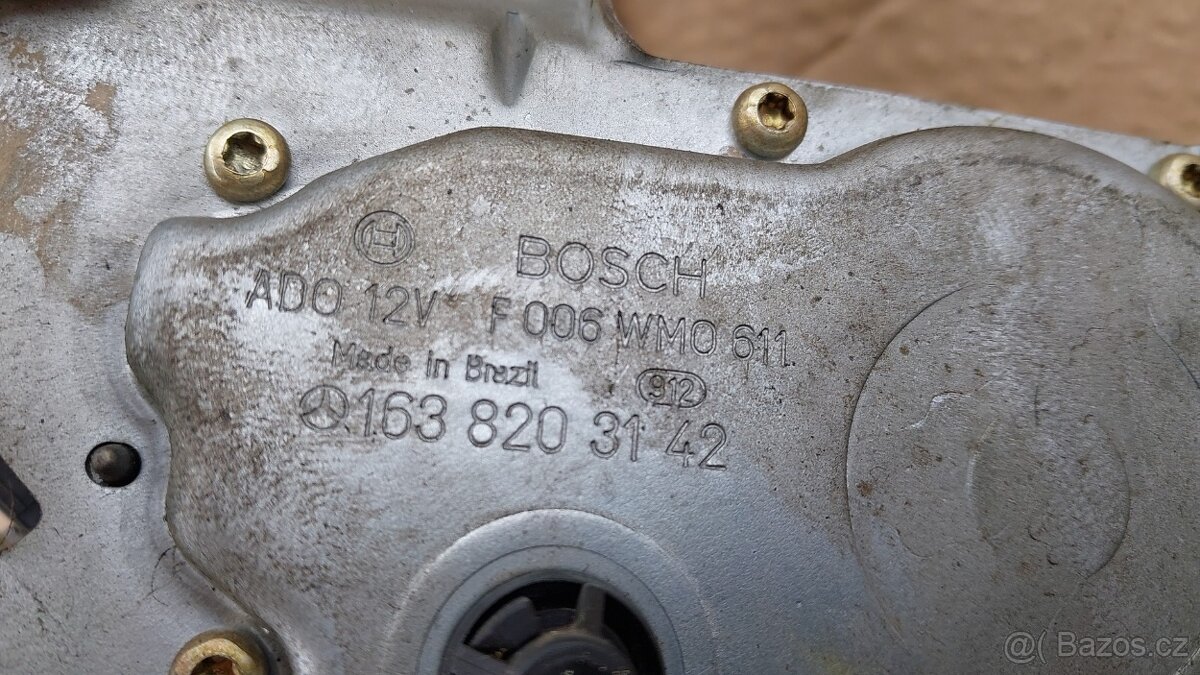 BOSCH
ADO 12V F 006 WM0 611
Made in Brazil
912
163 820 31 42
@( Bazos.cz